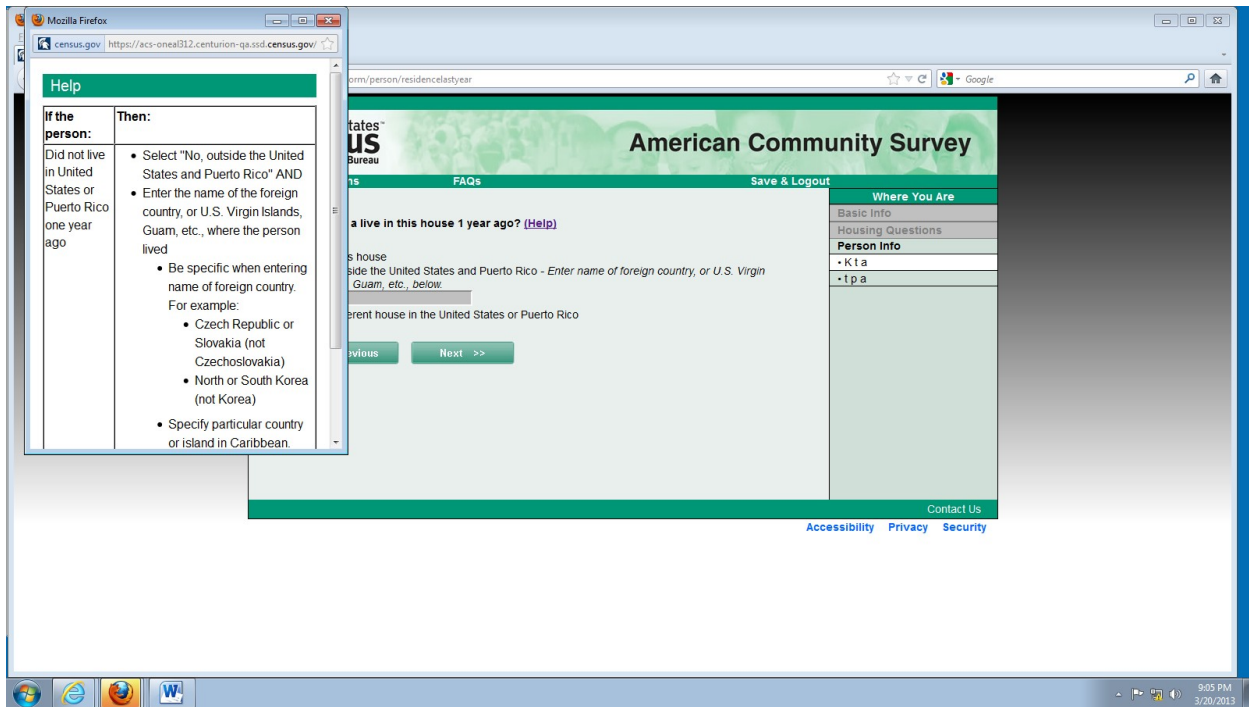 Mozilla Firefox
census.gov https://acs-oneal312.centurion-qa.ssd.census.gov/
Help
If the person: Then:
Did not live in United States or Puerto Rico one year ago
• Select "No, outside the United States and Puerto Rico" AND
• Enter the name of the foreign country, or U.S. Virgin Islands, Guam, etc., where the person lived
• Be specific when entering name of foreign country. For example:
• Czech Republic or Slovakia (not Czechoslovakia)
• North or South Korea (not Korea)
• Specify particular country or island in Caribbean.
orm/person/residencelastyear
Google
tates™
us
Bureau
American Community Survey
ns FAQs Save & Logout
a live in this house 1 year ago? (Help)
s house
side the United States and Puerto Rico - Enter name of foreign country, or U.S. Virgin
Guam, etc., below.
erent house in the United States or Puerto Rico
evious Next >>
Where You Are
Basic Info
Housing Questions
Person Info
• K t a
• t p a
Contact Us
Accessibility Privacy Security
9:05 PM
3/20/2013